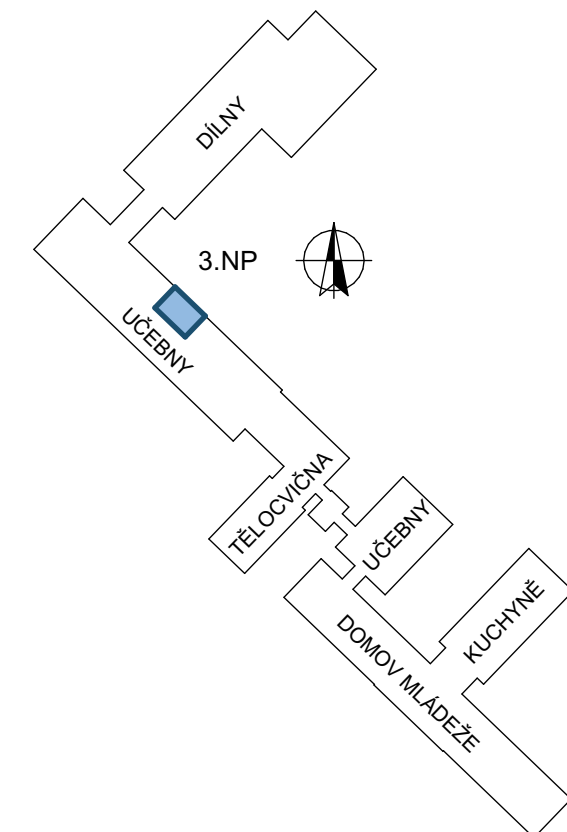 DÍLNY
3.NP
UČEBNY
TĚLOCVIČNA
UČEBNY
KUCHYNĚ
DOMOV MLÁDEŽE